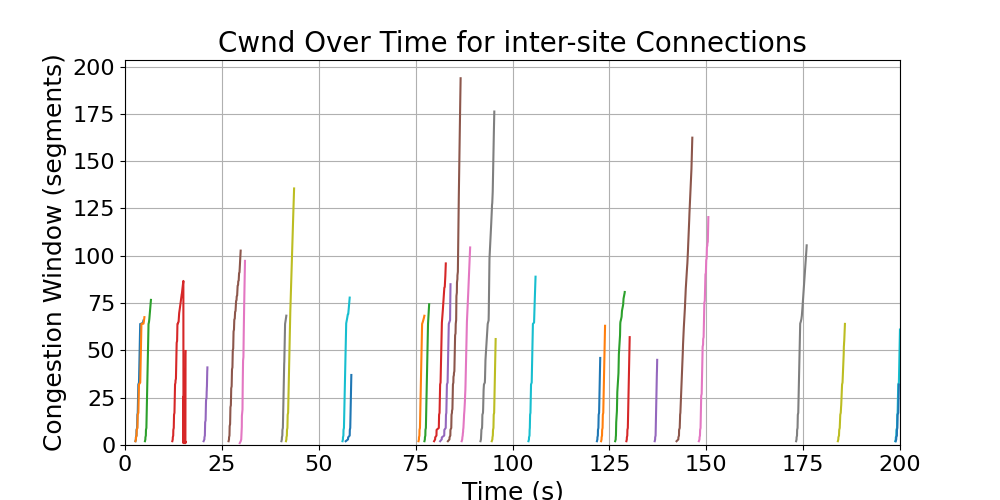 Cwnd Over Time for inter-site Connections
Congestion Window (segments)
200
175
150
125
100
75
50
25
0
0 25 50 75 100 125 150 175 200
Time (s)